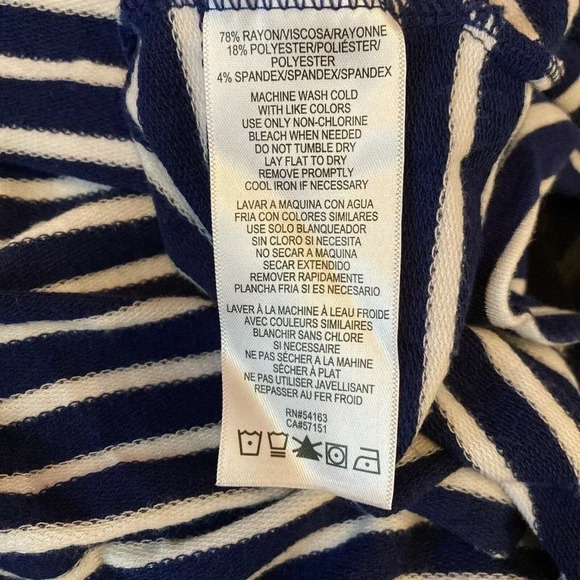 78% RAYON/VISCOSA/RAYONNE
18% POLYESTER/POLIÉSTER/
POLYESTER
4% SPANDEX/SPANDEX/SPANDEX
MACHINE WASH COLD
WITH LIKE COLORS
USE ONLY NON-CHLORINE
BLEACH WHEN NEEDED
DO NOT TUMBLE DRY
LAY FLAT TO DRY
REMOVE PROMPTLY
COOL IRON IF NECESSARY
LAVAR A MAQUINA CON AGUA
FRIA CON COLORES SIMILARES
USE SOLO BLANQUEADOR
SIN CLORO SI NECESITA
NO SECAR A MAQUINA
SECAR EXTENDIDO
REMOVER RAPIDAMENTE
PLANCHA FRIA SI ES NECESARIO
LAVER À LA MACHINE À LEAU FROIDE
AVEC COULEURS SIMILAIRES
BLANCHIR SANS CHLORE
SI NECESSAIRE
NE PAS SÉCHER A LA MAHINE
SÉCHER À PLAT
NE PAS UTILISER JAVELLISANT
REPASSER AU FER FROID
RN#54163
CA#57151